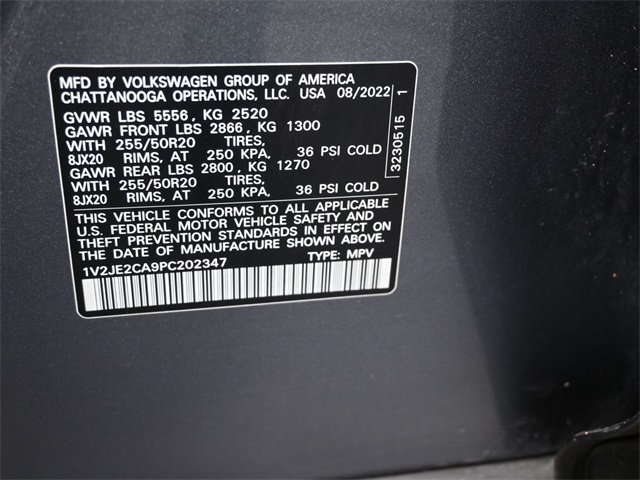 MFD BY VOLKSWAGEN GROUP OF AMERICA
CHATTANOOGA OPERATIONS, LLC. USA 08/2022
GVWR LBS 5556, KG 2520
GAWR FRONT LBS 2866, KG 1300
WITH 255/50R20 TIRES,
8JX20 RIMS, AT 250 KPA, 36 PSI COLD
GAWR REAR LBS 2800, KG 1270
WITH 255/50R20 TIRES,
8JX20 RIMS, AT 250 KPA, 36 PSI COLD
THIS VEHICLE CONFORMS TO ALL APPLICABLE
U.S. FEDERAL MOTOR VEHICLE SAFETY AND
THEFT PREVENTION STANDARDS IN EFFECT ON
THE DATE OF MANUFACTURE SHOWN ABOVE.
1V2JE2CA9PC202347 TYPE: MPV
3230515 1